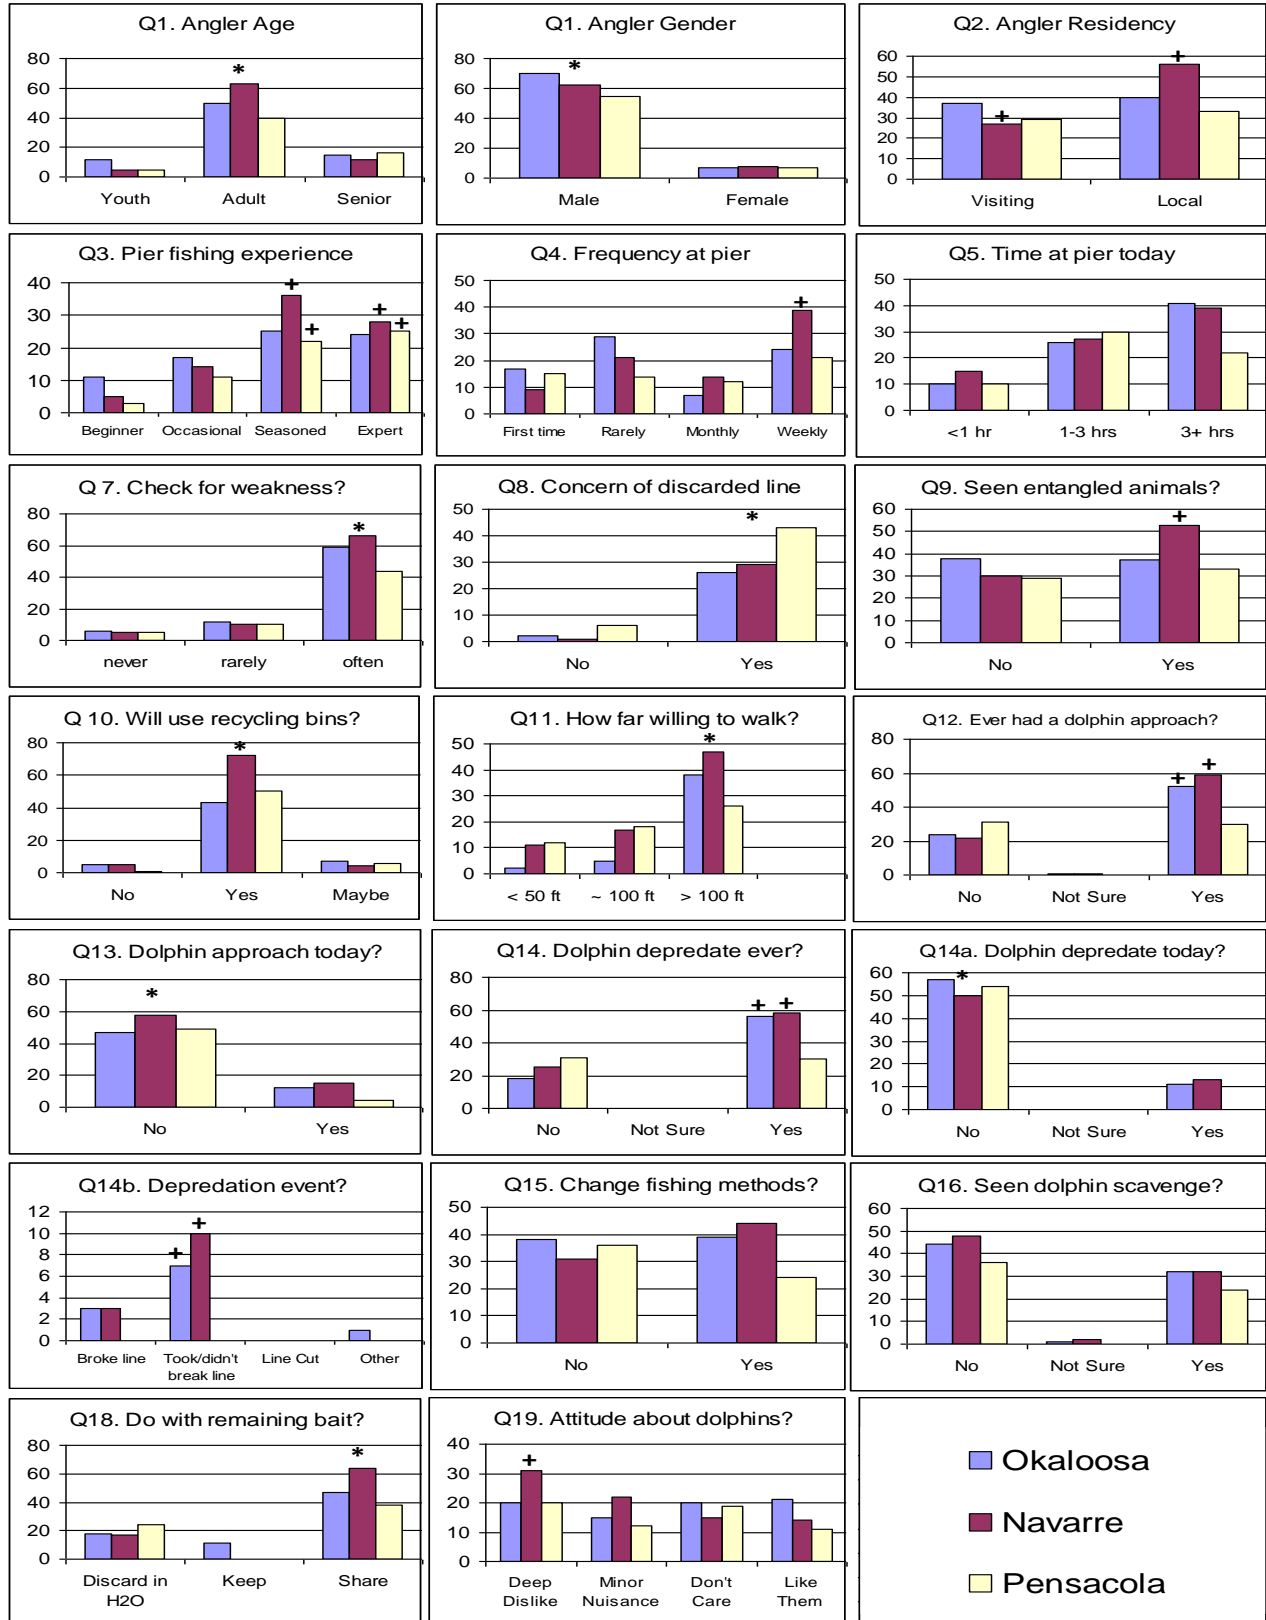 Q1. Angler Age
80
60
40
20
0
*
Youth Adult Senior
Q1. Angler Gender
80
60
40
20
0
*
Male Female
Q2. Angler Residency
60
50
40
30
20
10
0
+ +
Visiting Local
Q3. Pier fishing experience
40
30
20
10
0
+ + + +
Beginner Occasional Seasoned Expert
Q4. Frequency at pier
50
40
30
20
10
0
+
First time Rarely Monthly Weekly
Q5. Time at pier today
50
40
30
20
10
0
<1 hr 1-3 hrs 3+ hrs
Q 7. Check for weakness?
80
60
40
20
0
*
never rarely often
Q8. Concern of discarded line
50
40
30
20
10
0
*
No Yes
Q9. Seen entangled animals?
60
50
40
30
20
10
0
+
No Yes
Q 10. Will use recycling bins?
80
60
40
20
0
*
No Yes Maybe
Q11. How far willing to walk?
50
40
30
20
10
0
*
< 50 ft ~ 100 ft > 100 ft
Q12. Ever had a dolphin approach?
80
60
40
20
0
+ +
No Not Sure Yes
Q13. Dolphin approach today?
80
60
40
20
0
*
No Yes
Q14. Dolphin depredate ever?
80
60
40
20
0
+ +
No Not Sure Yes
Q14a. Dolphin depredate today?
60
50
40
30
20
10
0
*
No Not Sure Yes
Q14b. Depredation event?
12
10
8
6
4
2
0
+ +
Broke line Took/didn't Line Cut Other
break line
Q15. Change fishing methods?
50
40
30
20
10
0
No Yes
Q16. Seen dolphin scavenge?
60
50
40
30
20
10
0
No Not Sure Yes
Q18. Do with remaining bait?
80
60
40
20
0
*
Discard in Keep Share
H2O
Q19. Attitude about dolphins?
40
30
20
10
0
+
Deep Minor Don't Like
Dislike Nuisance Care Them
Okaloosa
Navarre
Pensacola